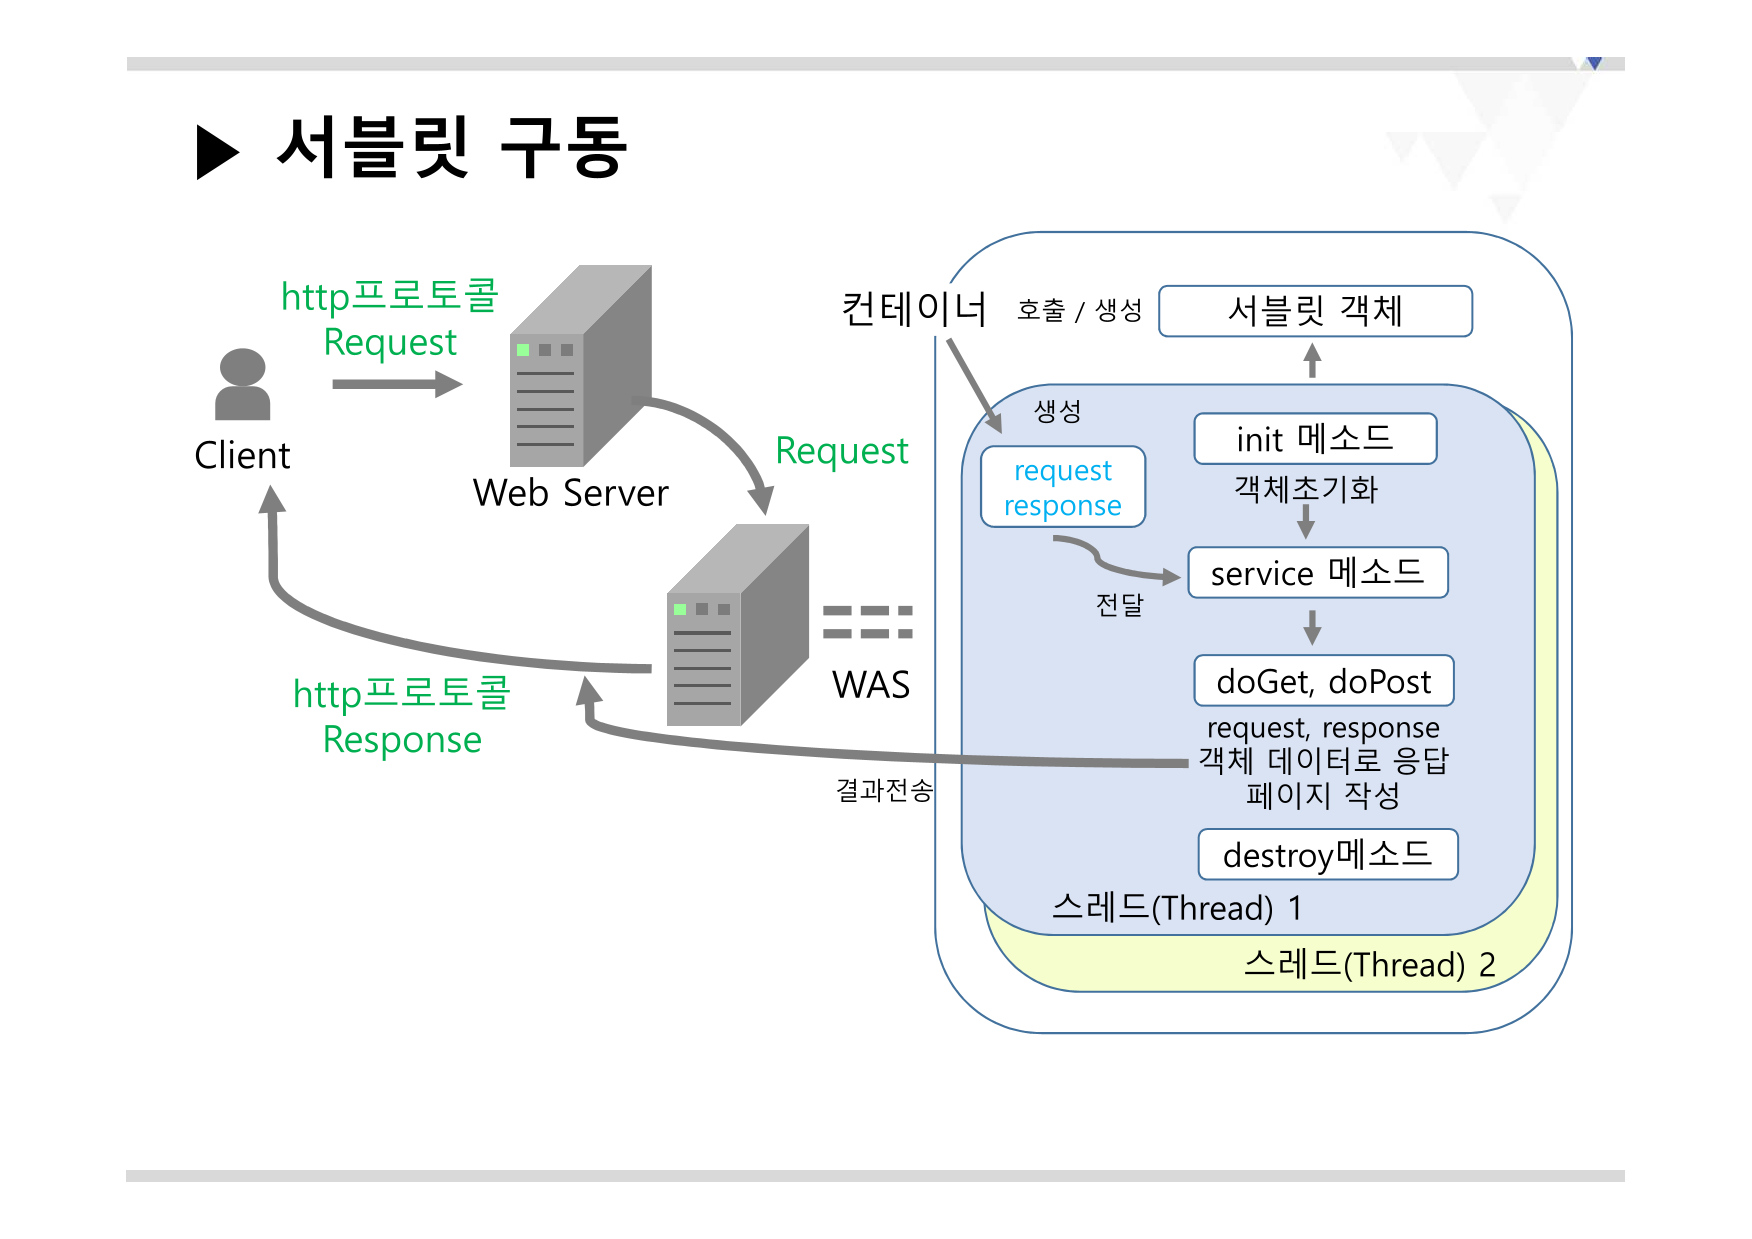 ▶ 서블릿 구동
http프로토콜
Request
Client
Web Server
Request
WAS
http프로토콜
Response
결과전송
컨테이너
호출 / 생성
서블릿 객체
생성
request
response
전달
init 메소드
객체초기화
service 메소드
doGet, doPost
request, response
객체 데이터로 응답
페이지 작성
destroy메소드
스레드(Thread) 1
스레드(Thread) 2